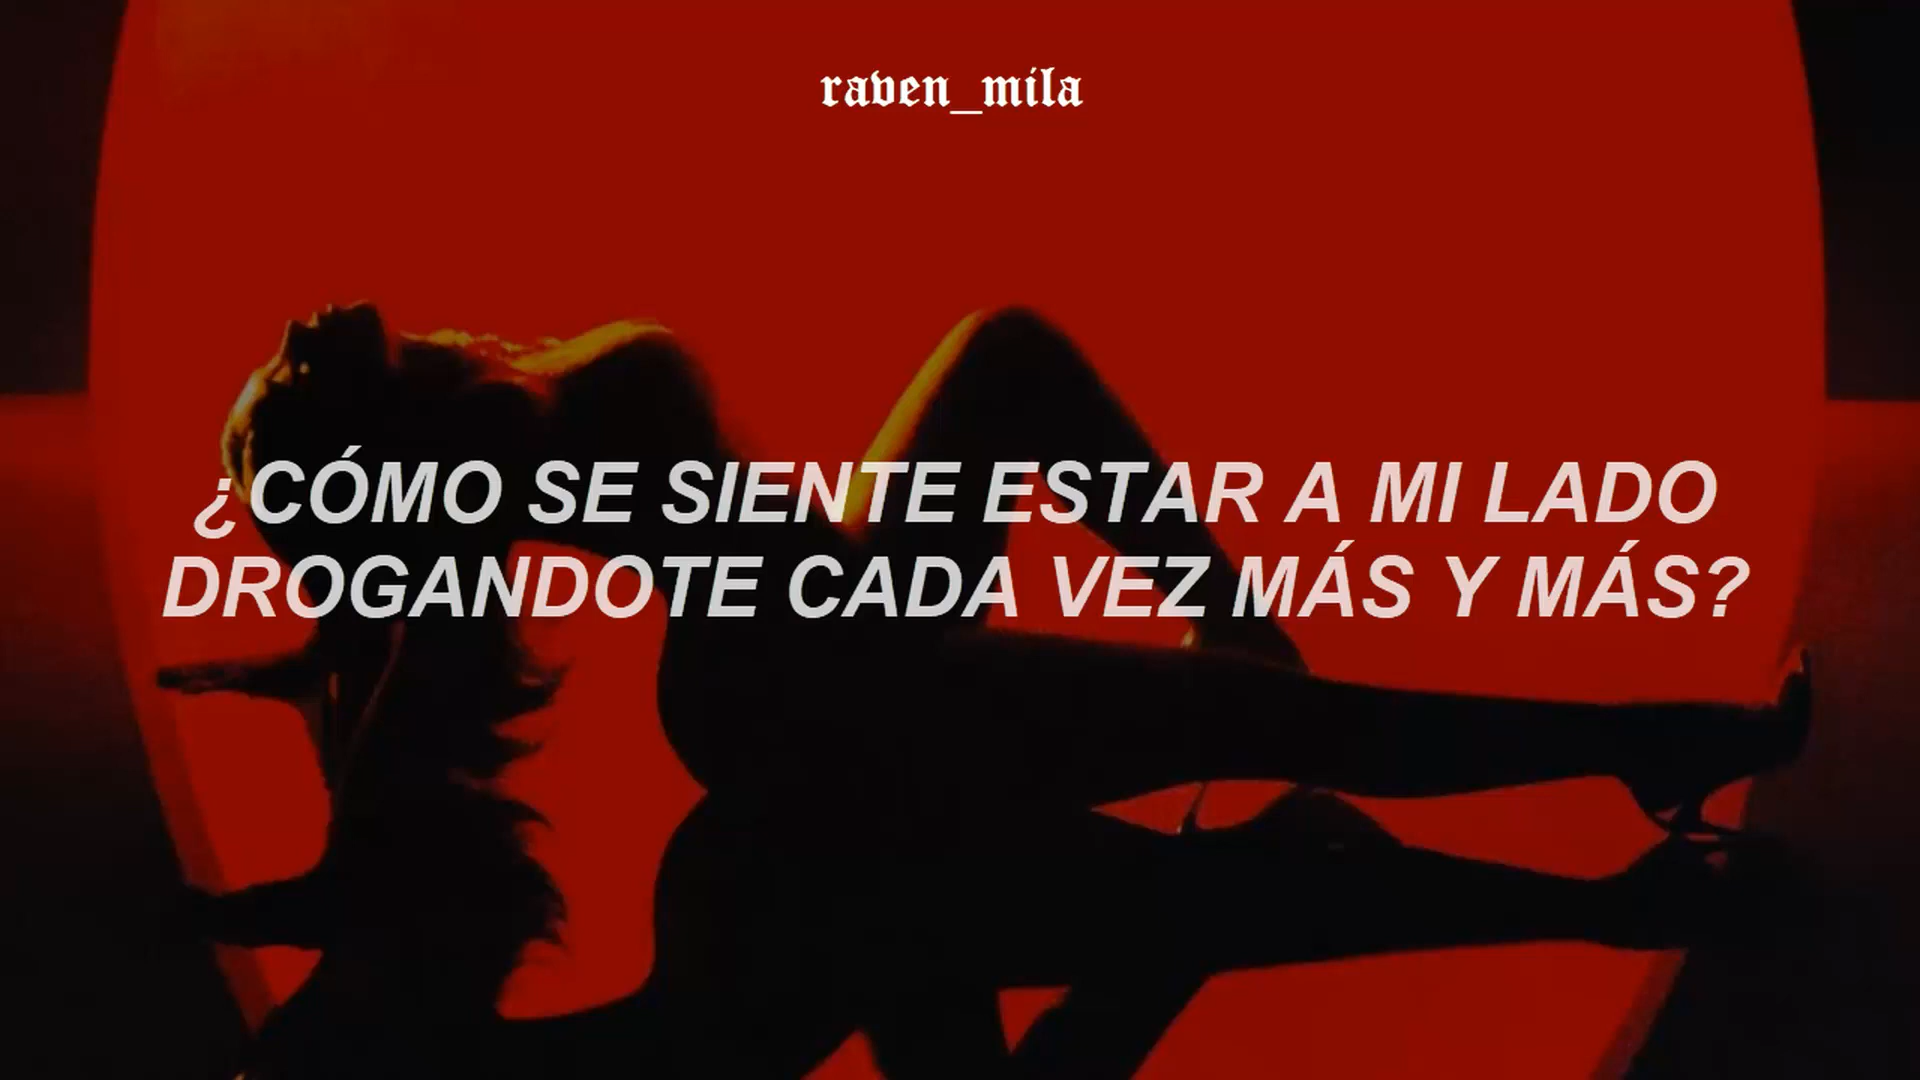 raven_mila
¿CÓMO SE SIENTE ESTAR A MI LADO
DROGANDOTE CADA VEZ MÁS Y MÁS?